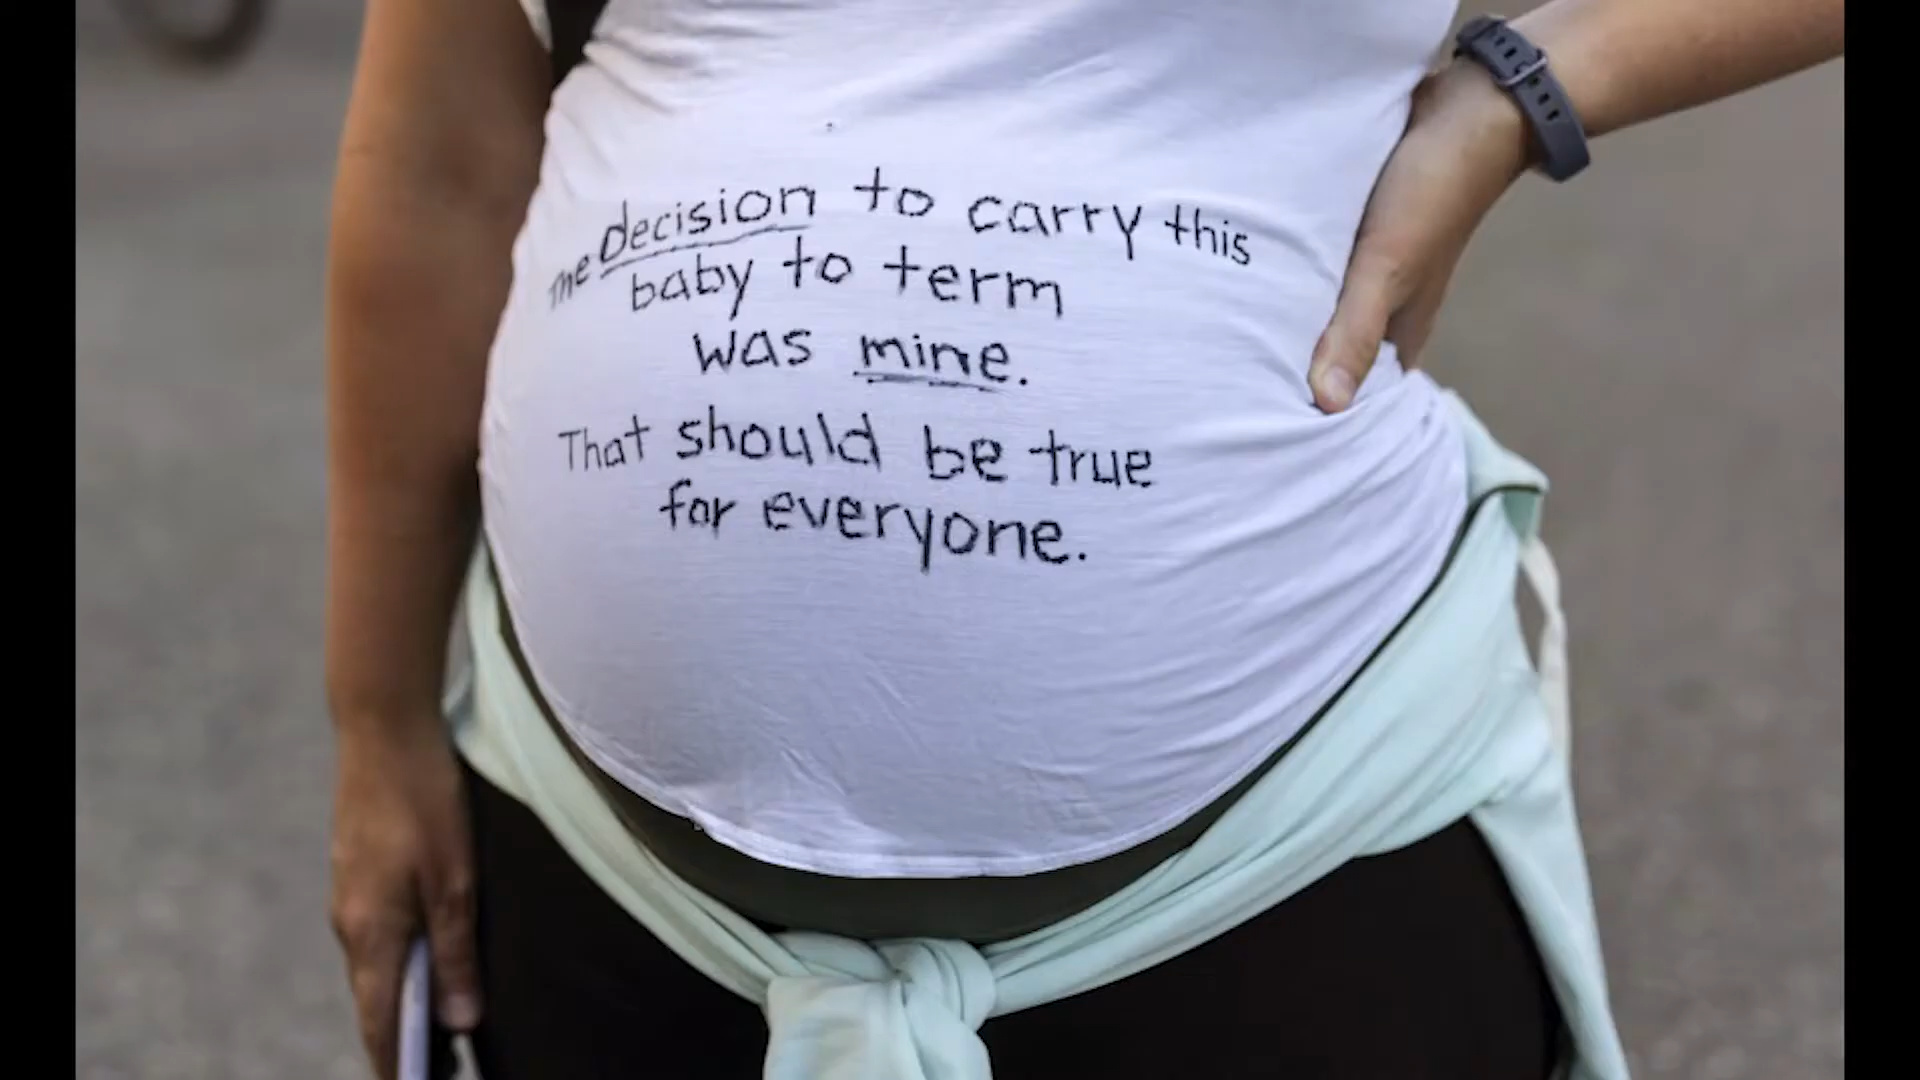 The decision to carry this
baby to term
was mine.
That should be true
for everyone.